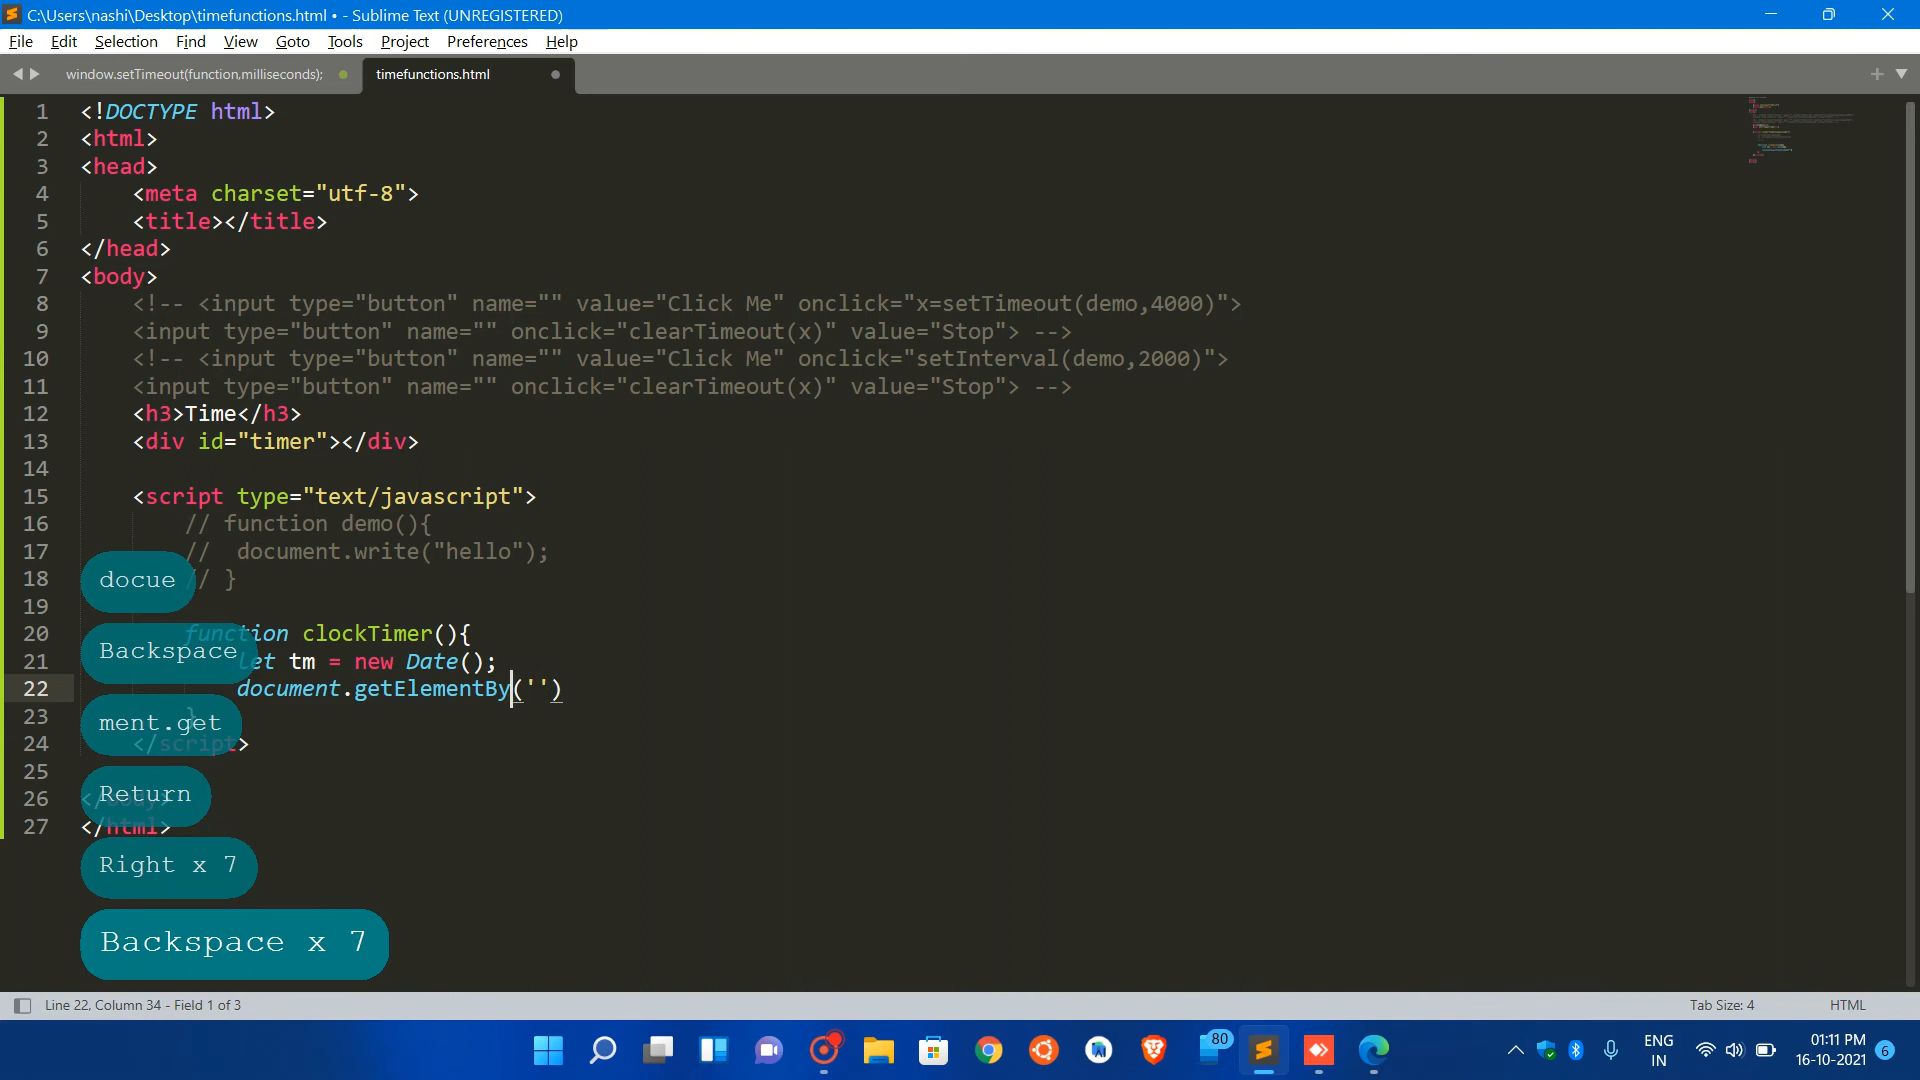 C:\Users\nashi\Desktop\timefunctions.html • - Sublime Text (UNREGISTERED)
File Edit Selection Find View Goto Tools Project Preferences Help
window.setTimeout(function,milliseconds); timefunctions.html
1 <!DOCTYPE html>
2 <html>
3 <head>
4 <meta charset="utf-8">
5 <title></title>
6 </head>
7 <body>
8 <!-- <input type="button" name="" value="Click Me" onclick="x=setTimeout(demo,4000)">
9 <input type="button" name="" onclick="clearTimeout(x)" value="Stop"> -->
10 <!-- <input type="button" name="" value="Click Me" onclick="setInterval(demo,2000)">
11 <input type="button" name="" onclick="clearTimeout(x)" value="Stop"> -->
12 <h3>Time</h3>
13 <div id="timer"></div>
14
15 <script type="text/javascript">
16 // function demo(){
17 // document.write("hello");
18 // }
docue
19
20 function clockTimer(){
Backspace
21 let tm = new Date();
22 document.getElementBy('')
23 }
ment.get
24 </script>
25
Return
26 </body>
27 </html>
Right x 7
Backspace x 7
Line 22, Column 34 - Field 1 of 3
Tab Size: 4 HTML
80
ENG
IN
01:11 PM
16-10-2021
6